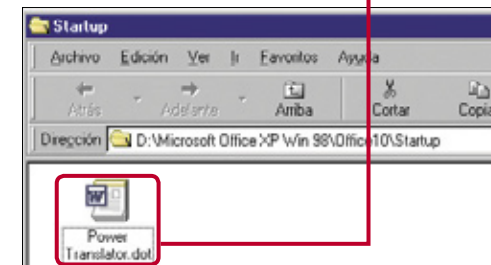 Startup
Archivo Edición Ver Ir Favoritos Ayuda
Atrás Adelante Arriba Cortar Copia
Dirección D:\Microsoft Office XP Win 98\Office10\Startup
Power
Translator.dot